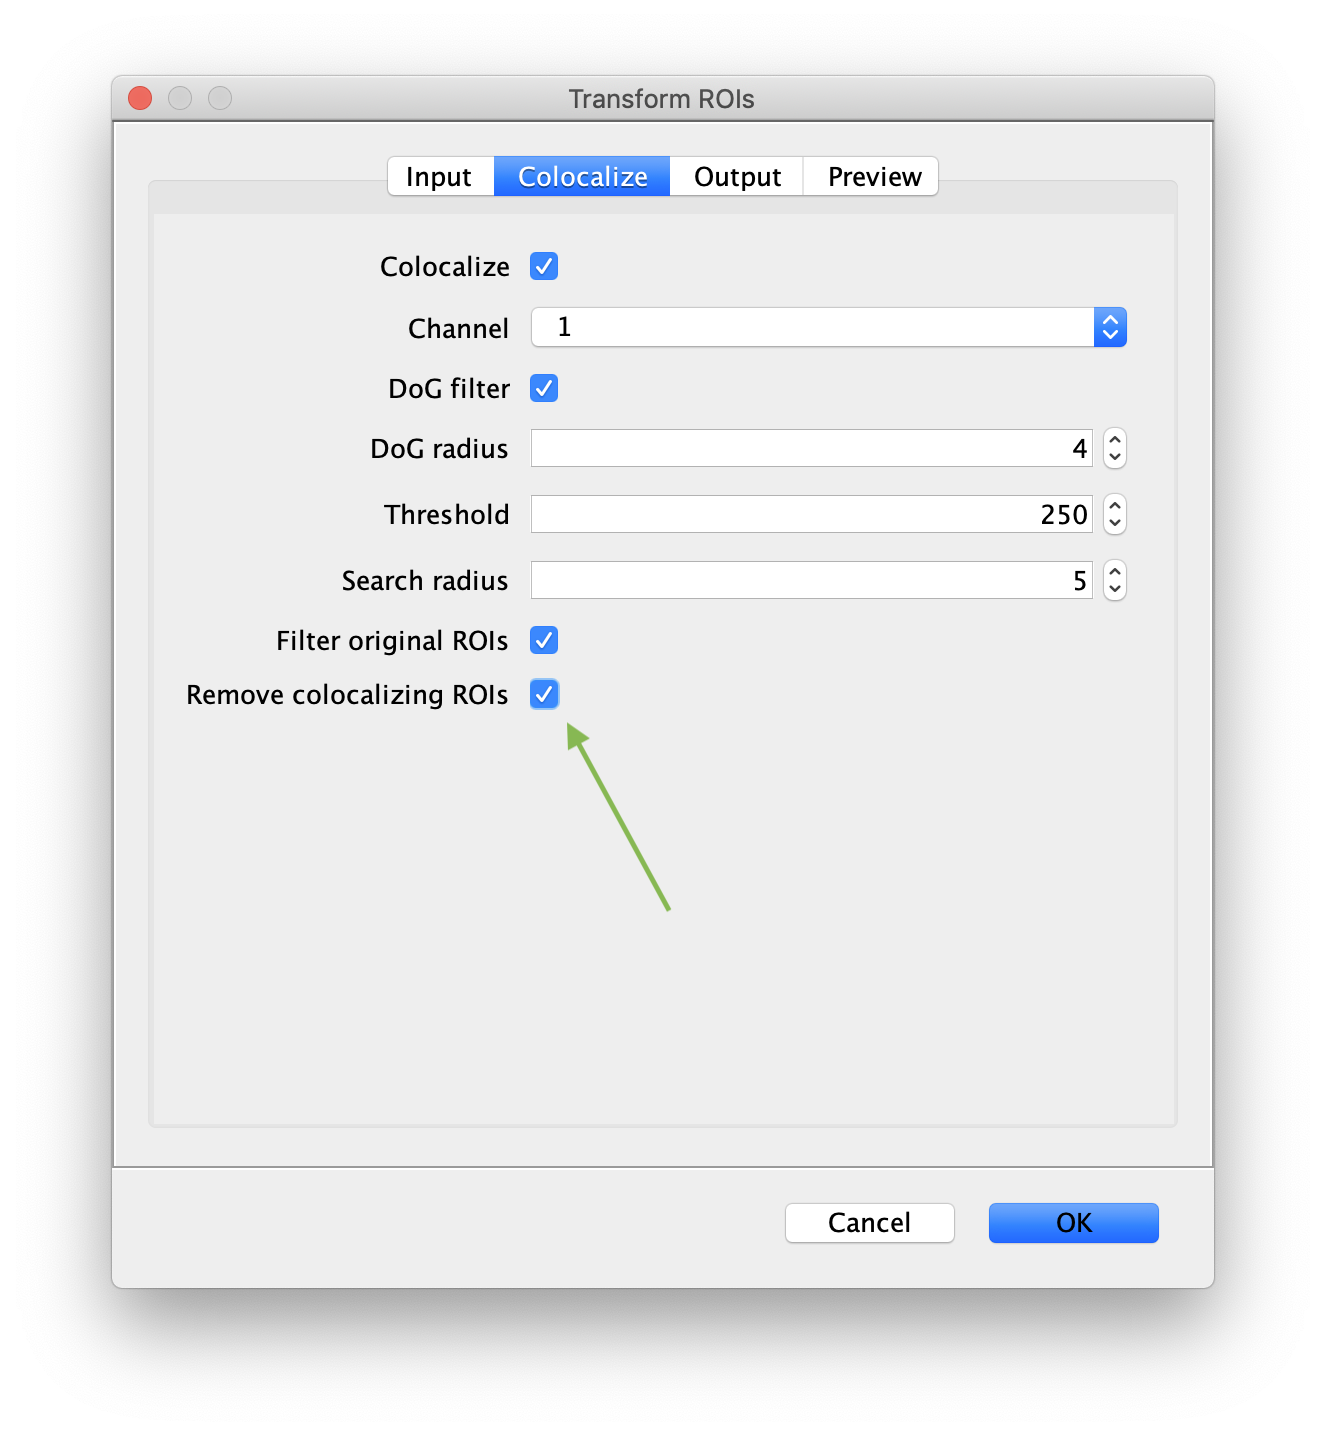 Transform ROIs
Input Colocalize Output Preview
Colocalize
Channel 1
DoG filter
DoG radius 4
Threshold 250
Search radius 5
Filter original ROIs
Remove colocalizing ROIs
Cancel OK